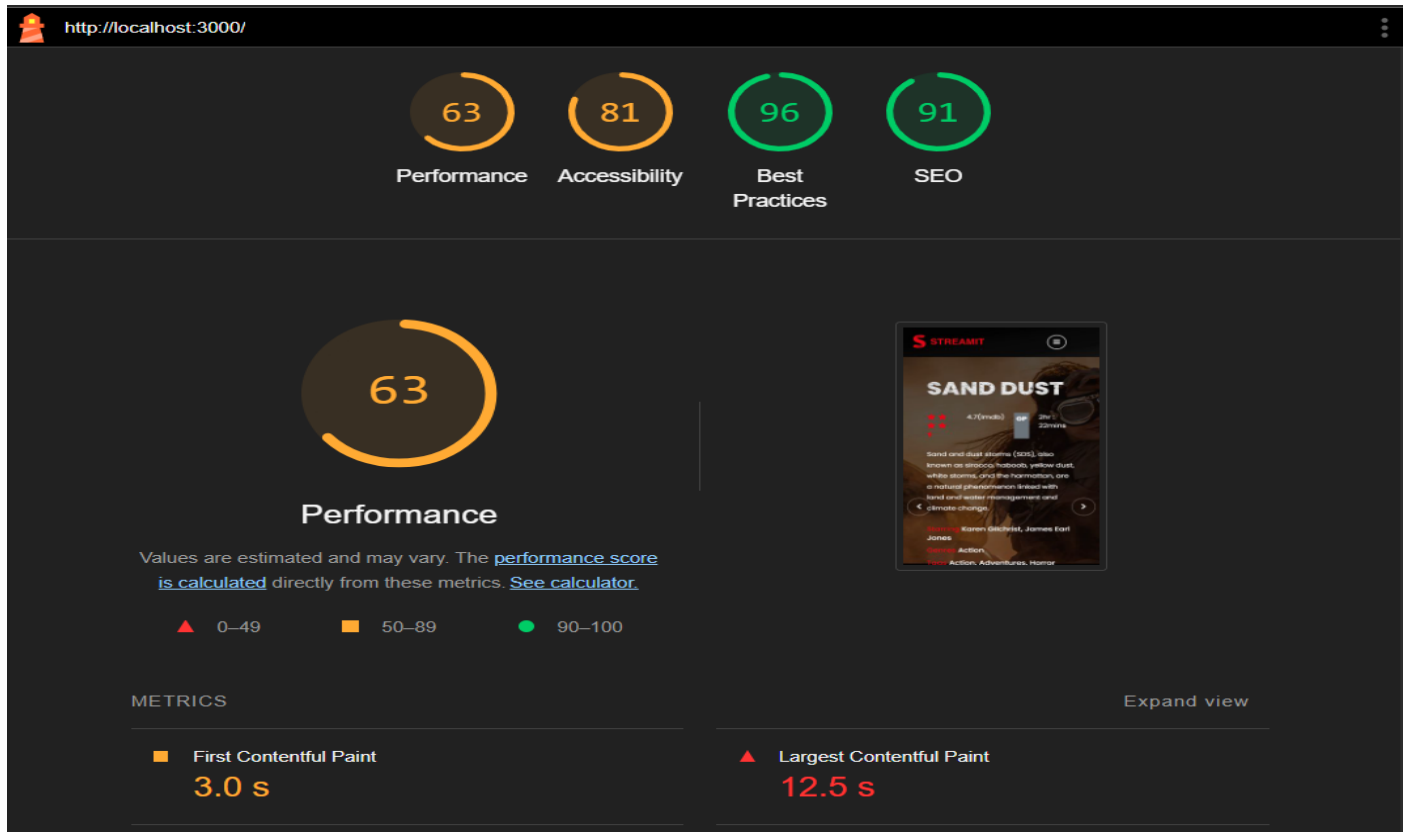 http://localhost:3000/
63
81
96
91
Performance
Accessibility
Best
Practices
SEO
63
Performance
Values are estimated and may vary. The performance score
is calculated directly from these metrics. See calculator.
0–49
50–89
90–100
S STREAMIT
SAND DUST
4.7(imdb)
GP
2hr :
22mins
Sand and dust storms (SDS), also
known as sirocco, haboob, yellow dust,
white storms, and the harmattan, are
a natural phenomenon linked with
land and water management and
climate change.
Karen Gilchrist, James Earl
Jones
Action
Action, Adventures, Horror
METRICS
Expand view
First Contentful Paint
3.0 s
Largest Contentful Paint
12.5 s